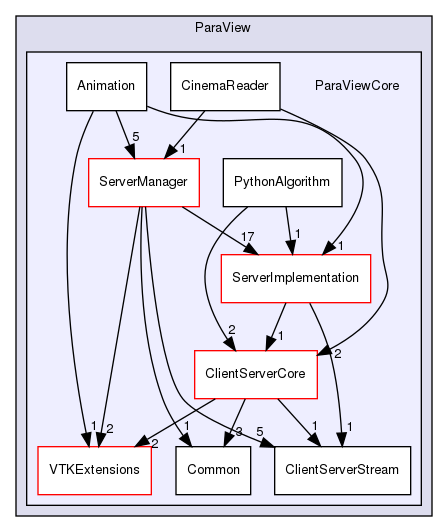 ParaView
Animation
CinemaReader
ParaViewCore
5
1
ServerManager
PythonAlgorithm
17
1
1
ServerImplementation
2
1
2
ClientServerCore
1
2
1
2
3
5
1
1
VTKExtensions
Common
ClientServerStream